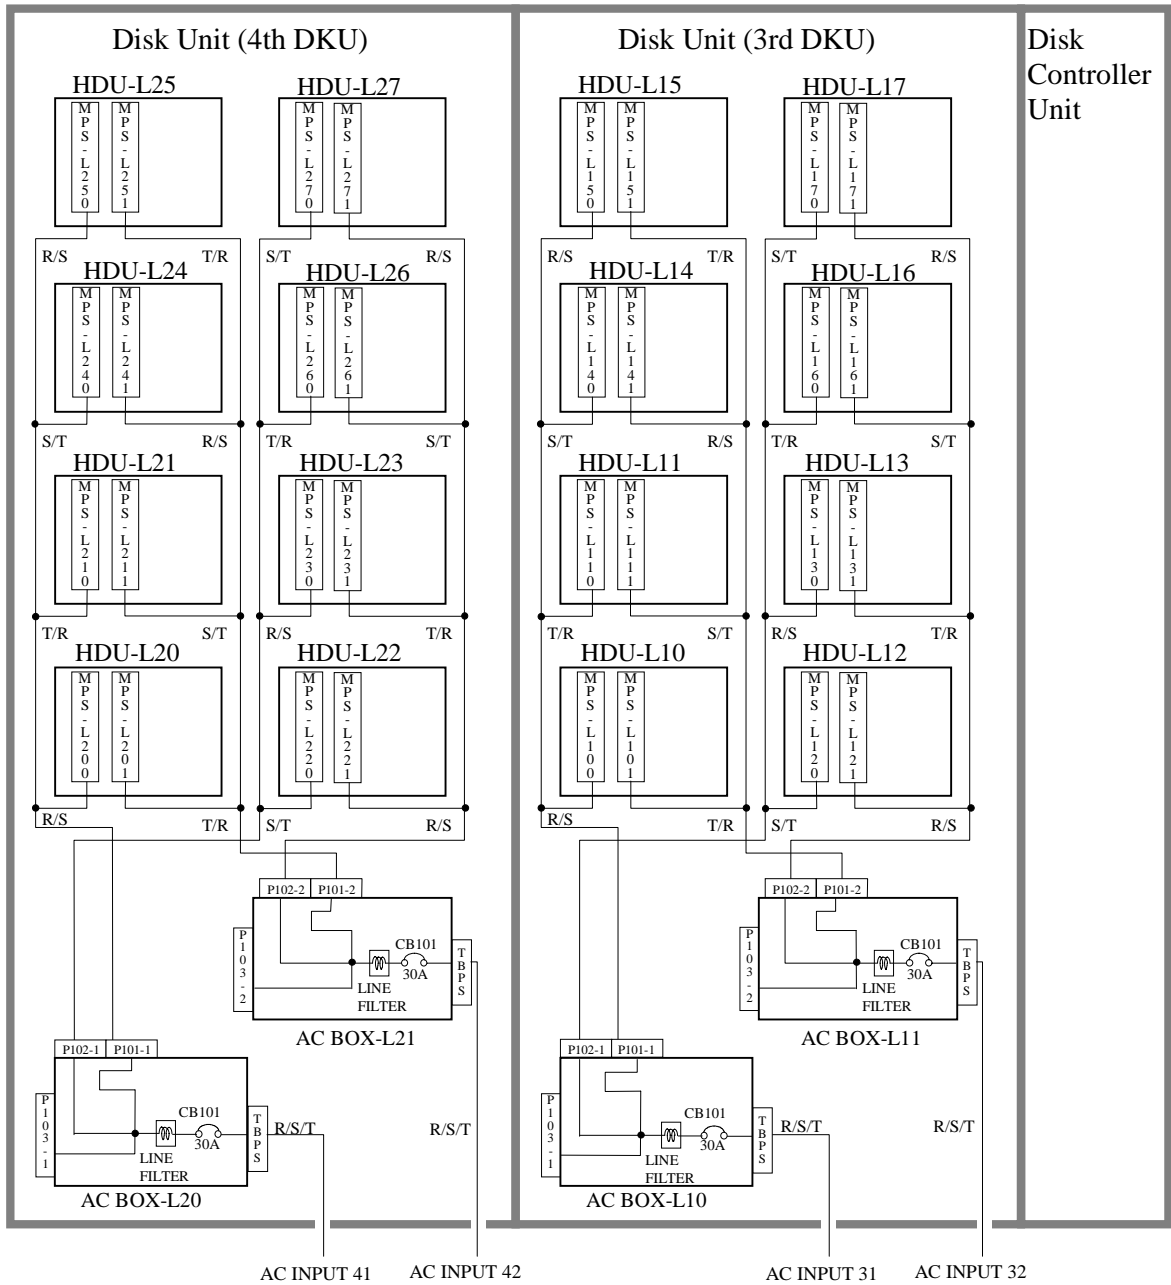 Disk Unit (4th DKU)
HDU-L25
HDU-L27
MPS-L250
MPS-L251
MPS-L270
MPS-L271
R/S
T/R
S/T
R/S
HDU-L24
HDU-L26
MPS-L240
MPS-L241
MPS-L260
MPS-L261
S/T
R/S
T/R
S/T
HDU-L21
HDU-L23
MPS-L210
MPS-L211
MPS-L230
MPS-L231
T/R
S/T
R/S
T/R
HDU-L20
HDU-L22
MPS-L200
MPS-L201
MPS-L220
MPS-L221
R/S
T/R
S/T
R/S
P102-2
P101-2
P103-2
CB101
30A
TBPS
LINE
FILTER
AC BOX-L21
P102-1
P101-1
P103-1
CB101
30A
TBPS
R/S/T
R/S/T
LINE
FILTER
AC BOX-L20
AC INPUT 41
AC INPUT 42
Disk Unit (3rd DKU)
HDU-L15
HDU-L17
MPS-L150
MPS-L151
MPS-L170
MPS-L171
R/S
T/R
S/T
R/S
HDU-L14
HDU-L16
MPS-L140
MPS-L141
MPS-L160
MPS-L161
S/T
R/S
T/R
S/T
HDU-L11
HDU-L13
MPS-L110
MPS-L111
MPS-L130
MPS-L131
T/R
S/T
R/S
T/R
HDU-L10
HDU-L12
MPS-L100
MPS-L101
MPS-L120
MPS-L121
R/S
T/R
S/T
R/S
P102-2
P101-2
P103-2
CB101
30A
TBPS
LINE
FILTER
AC BOX-L11
P102-1
P101-1
P103-1
CB101
30A
TBPS
R/S/T
R/S/T
LINE
FILTER
AC BOX-L10
AC INPUT 31
AC INPUT 32
Disk
Controller
Unit